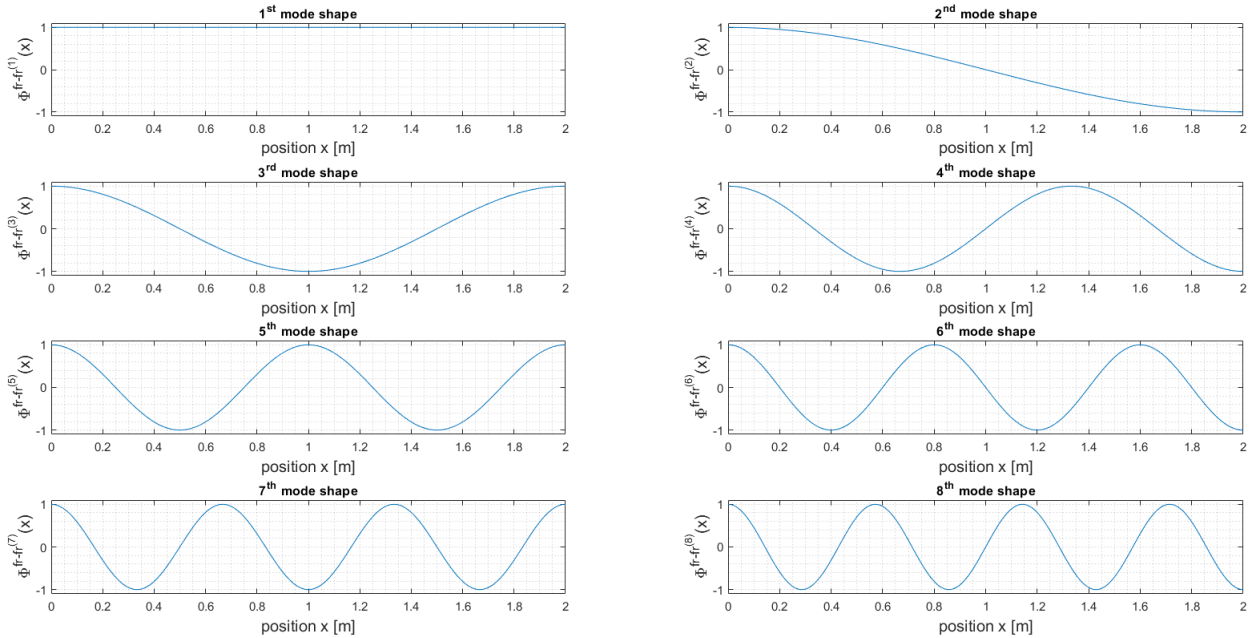 1st mode shape
Φfr-fr(1)(x)
1
0
-1
0 0.2 0.4 0.6 0.8 1 1.2 1.4 1.6 1.8 2
position x [m]
2nd mode shape
Φfr-fr(2)(x)
1
0
-1
0 0.2 0.4 0.6 0.8 1 1.2 1.4 1.6 1.8 2
position x [m]
3rd mode shape
Φfr-fr(3)(x)
1
0
-1
0 0.2 0.4 0.6 0.8 1 1.2 1.4 1.6 1.8 2
position x [m]
4th mode shape
Φfr-fr(4)(x)
1
0
-1
0 0.2 0.4 0.6 0.8 1 1.2 1.4 1.6 1.8 2
position x [m]
5th mode shape
Φfr-fr(5)(x)
1
0
-1
0 0.2 0.4 0.6 0.8 1 1.2 1.4 1.6 1.8 2
position x [m]
6th mode shape
Φfr-fr(6)(x)
1
0
-1
0 0.2 0.4 0.6 0.8 1 1.2 1.4 1.6 1.8 2
position x [m]
7th mode shape
Φfr-fr(7)(x)
1
0
-1
0 0.2 0.4 0.6 0.8 1 1.2 1.4 1.6 1.8 2
position x [m]
8th mode shape
Φfr-fr(8)(x)
1
0
-1
0 0.2 0.4 0.6 0.8 1 1.2 1.4 1.6 1.8 2
position x [m]